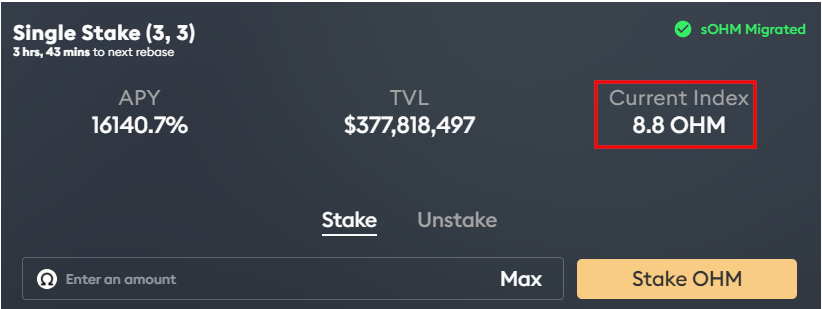 Single Stake (3, 3)
sOHM Migrated
3 hrs, 43 mins to next rebase
APY
TVL
Current Index
16140.7%
$377,818,497
8.8 OHM
Stake
Unstake
Enter an amount
Max
Stake OHM